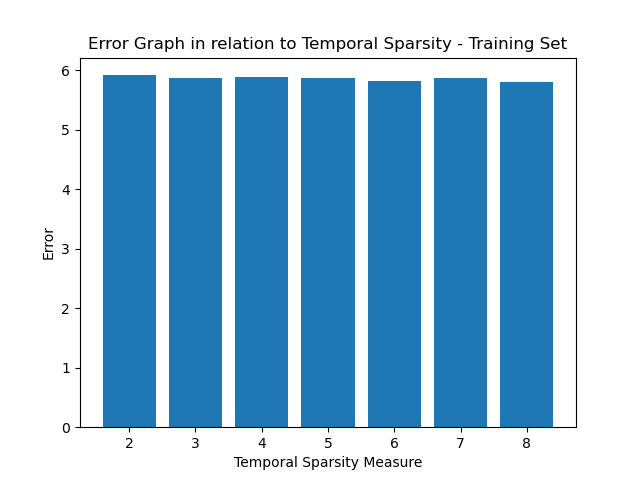 Error Graph in relation to Temporal Sparsity - Training Set
6
5
4
3
2
1
0
Error
2 3 4 5 6 7 8
Temporal Sparsity Measure